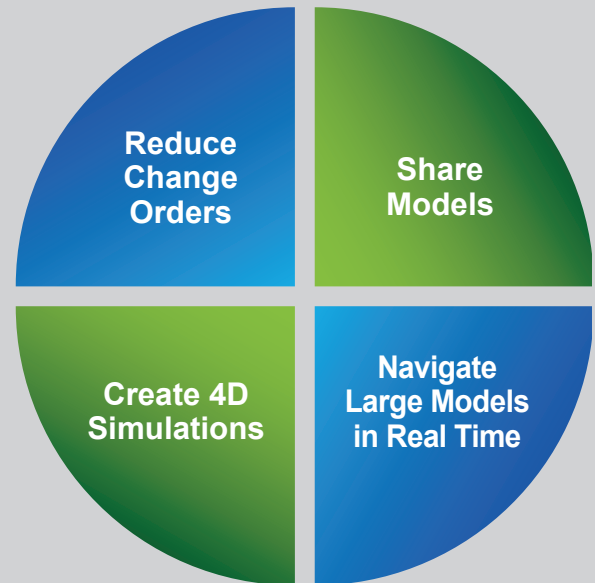 Reduce
Change
Orders
Share
Models
Create 4D
Simulations
Navigate
Large Models
in Real Time